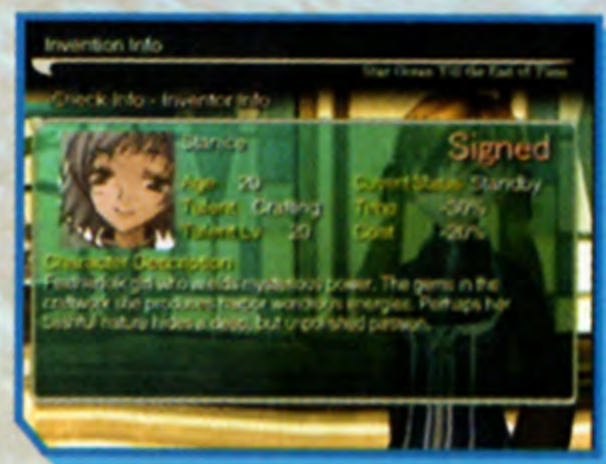 Invention Info
Star Ocean Till the End of Time
Check Info - Inventor Info
Stanice
Signed
Age 20
Current Status Standby
Talent Crafting
Time -30%
Talent Lv 20
Cost -20%
Character Description
girl who wields mysterious power. The gems in the
craftwork she produces harbor wondrous energies. Perhaps her
bashful nature hides a deep, but unpolished passion.